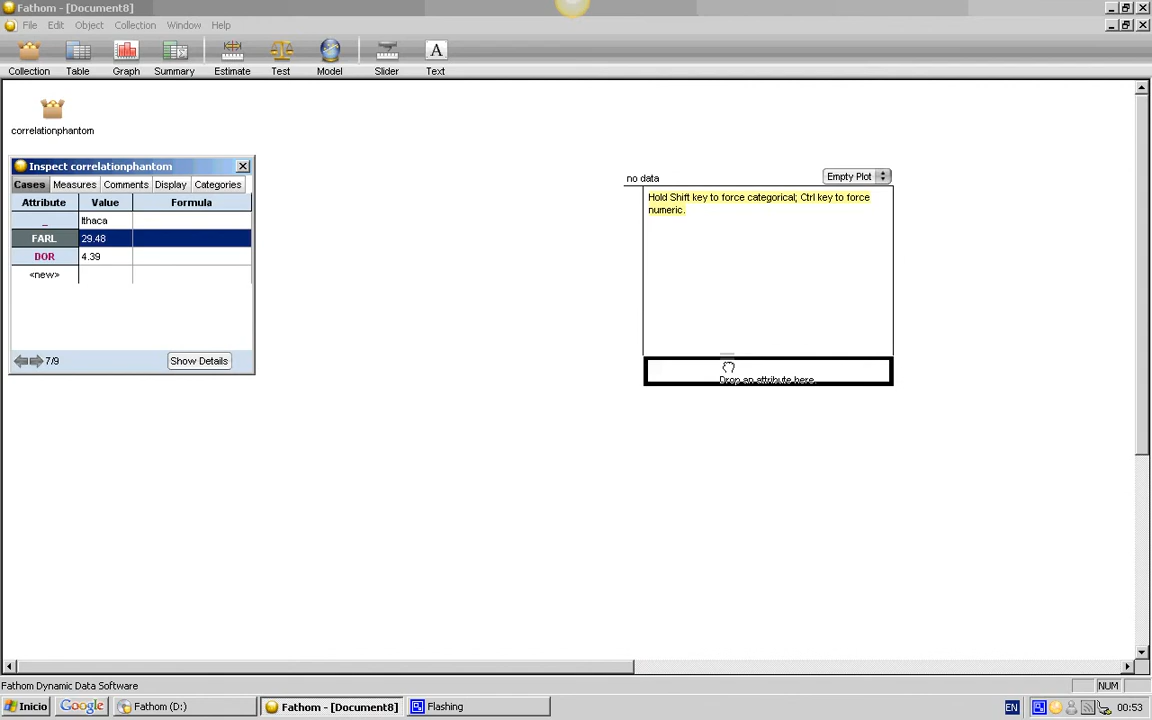 Fathom - [Document8]
File Edit Object Collection Window Help
Collection Table Graph Summary Estimate Test Model Slider Text
A
correlationphantom
Inspect correlationphantom
Cases Measures Comments Display Categories
Attribute Value Formula
_ Ithaca
FARL 29.48
DOR 4.39
<new>
7/9 Show Details
no data Empty Plot
Hold Shift key to force categorical; Ctrl key to force
numeric.
Drop an attribute here.
Fathom Dynamic Data Software
NUM
Inicio Google Fathom (D:) Fathom - [Document8] Flashing EN 00:53